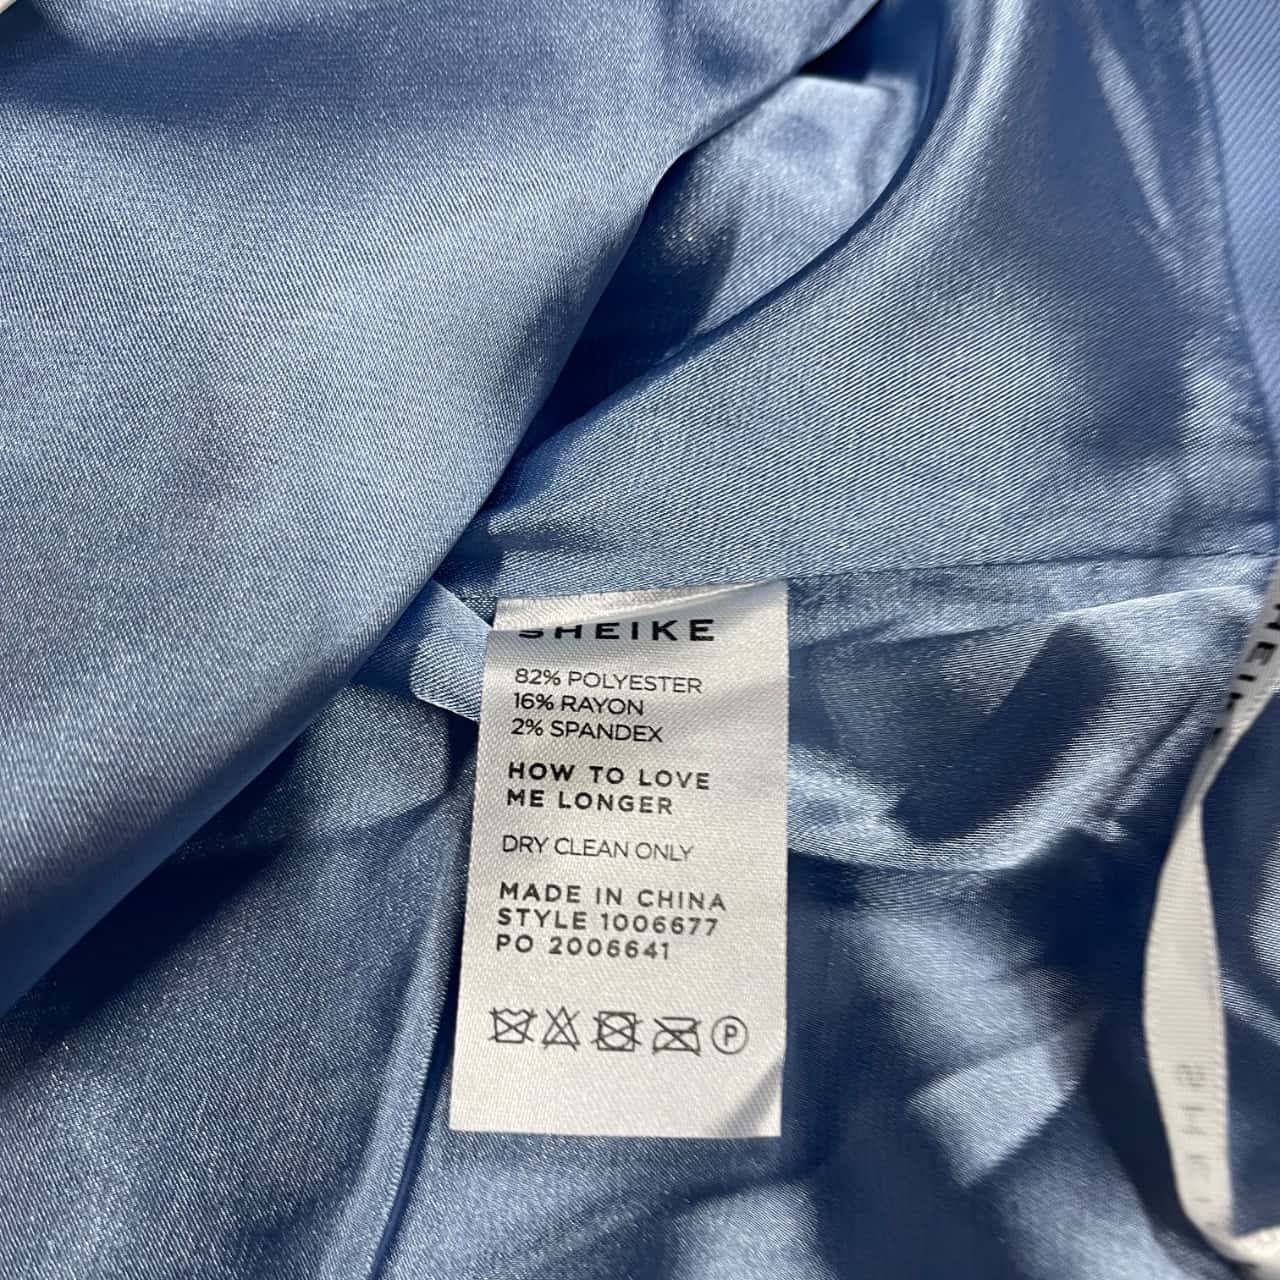 SHEIKE
82% POLYESTER
16% RAYON
2% SPANDEX
HOW TO LOVE
ME LONGER
DRY CLEAN ONLY
MADE IN CHINA
STYLE 1006677
PO 2006641
P